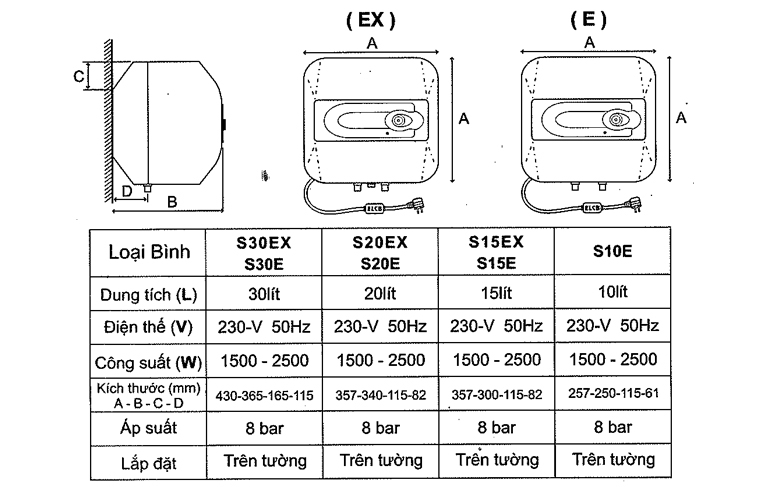 ( EX )
( E )
A
A
C
A
A
D
B
ELCB
ELCB
Loại Bình
S30EX
S30E
S20EX
S20E
S15EX
S15E
S10E
Dung tích (L) 30lít 20lít 15lít 10lít
Điện thế (V) 230-V 50Hz 230-V 50Hz 230-V 50Hz 230-V 50Hz
Công suất (W) 1500 - 2500 1500 - 2500 1500 - 2500 1500 - 2500
Kích thước (mm)
A - B - C - D 430-365-165-115 357-340-115-82 357-300-115-82 257-250-115-61
Áp suất 8 bar 8 bar 8 bar 8 bar
Lắp đặt Trên tường Trên tường Trên tường Trên tường